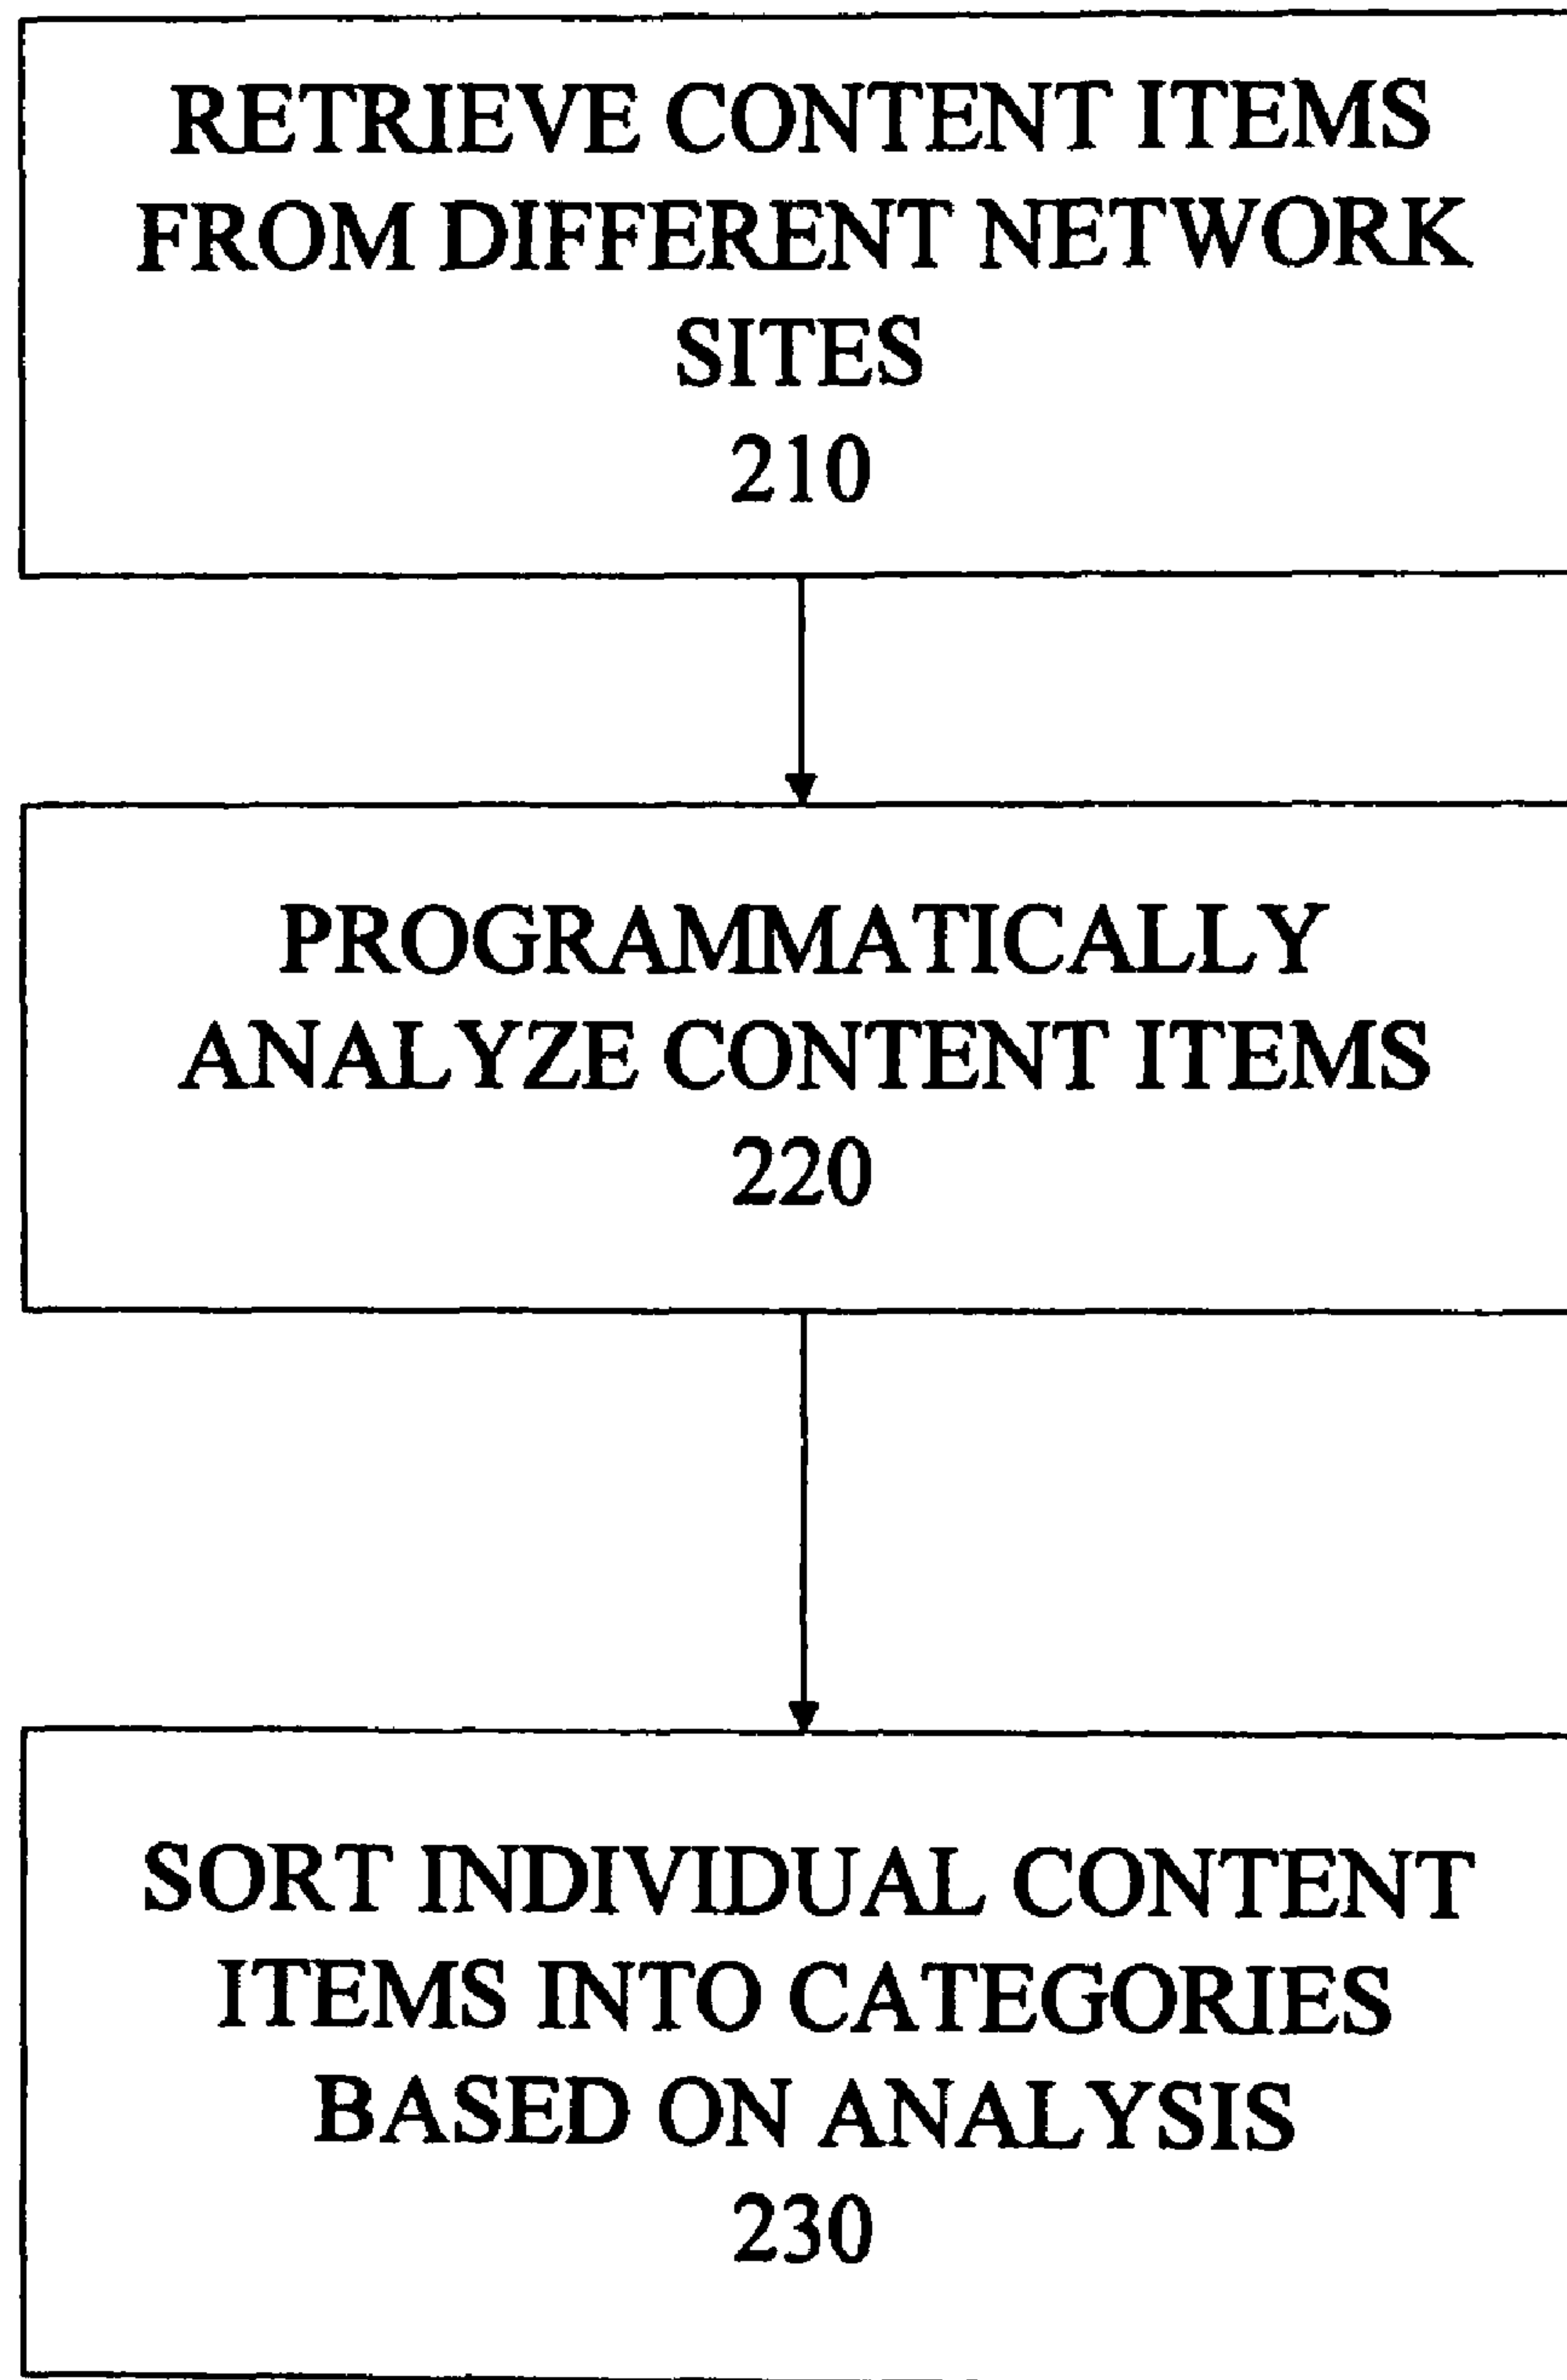 RETRIEVE CONTENT ITEMS
FROM DIFFERENT NETWORK
SITES
210
PROGRAMMATICALLY
ANALYZE CONTENT ITEMS
220
SORT INDIVIDUAL CONTENT
ITEMS INTO CATEGORIES
BASED ON ANALYSIS
230